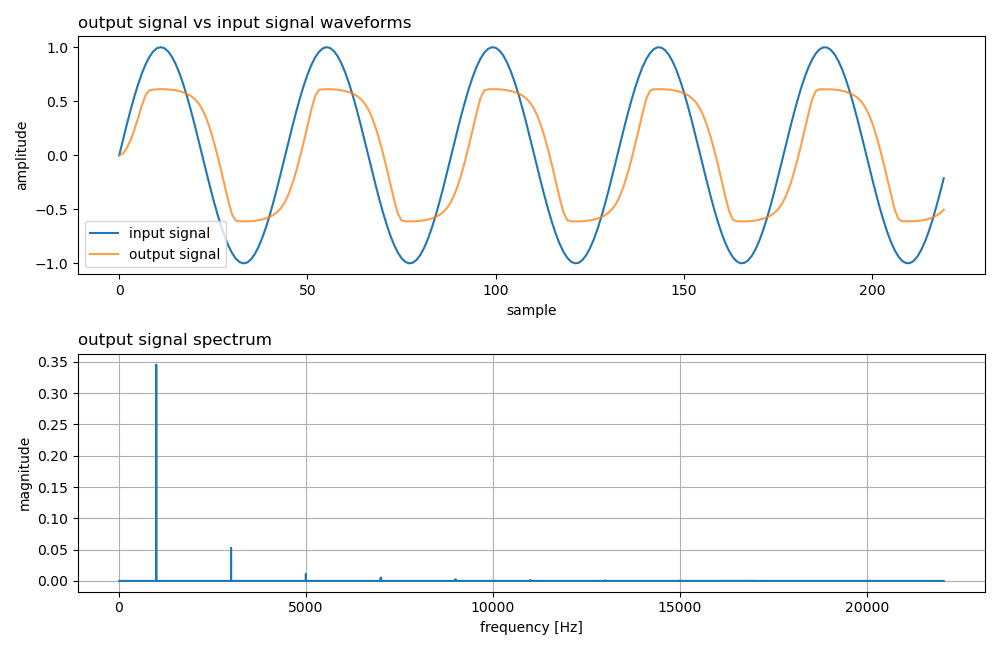 output signal vs input signal waveforms
1.0
0.5
0.0
−0.5
−1.0
amplitude
input signal
output signal
0 50 100 150 200
sample
output signal spectrum
0.35
0.30
0.25
0.20
0.15
0.10
0.05
0.00
magnitude
0 5000 10000 15000 20000
frequency [Hz]